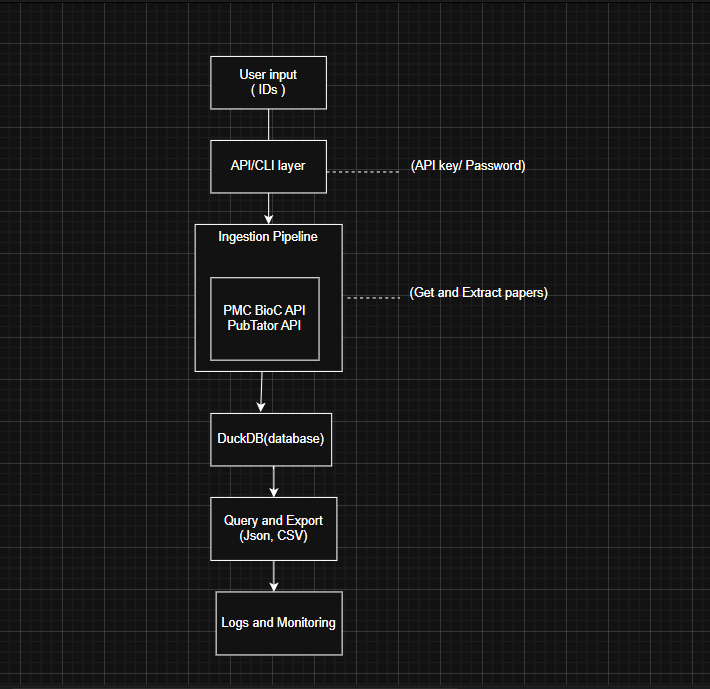 User input
( IDs )
API/CLI layer
(API key/ Password)
Ingestion Pipeline
(Get and Extract papers)
PMC BioC API
PubTator API
DuckDB(database)
Query and Export
(Json, CSV)
Logs and Monitoring